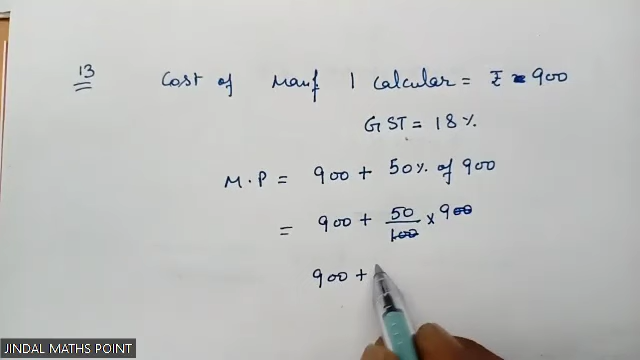 13 Cost of Manf 1 Calcular = ₹ 900
GST = 18%
M.P = 900 + 50% of 900
= 900 + 50/100 × 900
900 +
JINDAL MATHS POINT